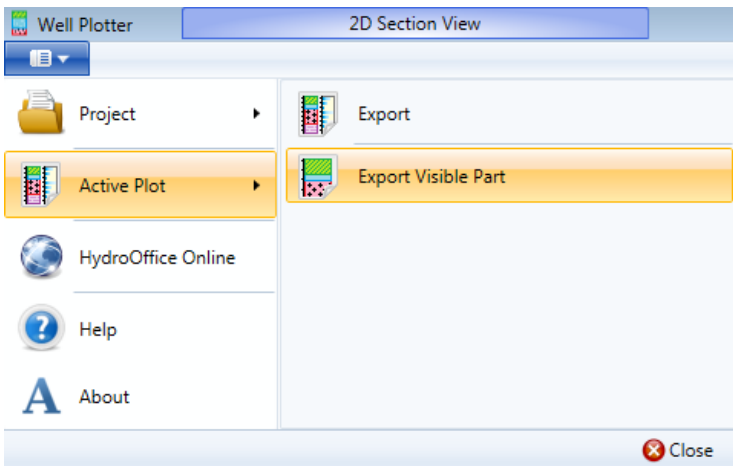 Well Plotter
2D Section View
Project
Export
Active Plot
Export Visible Part
HydroOffice Online
Help
About
Close